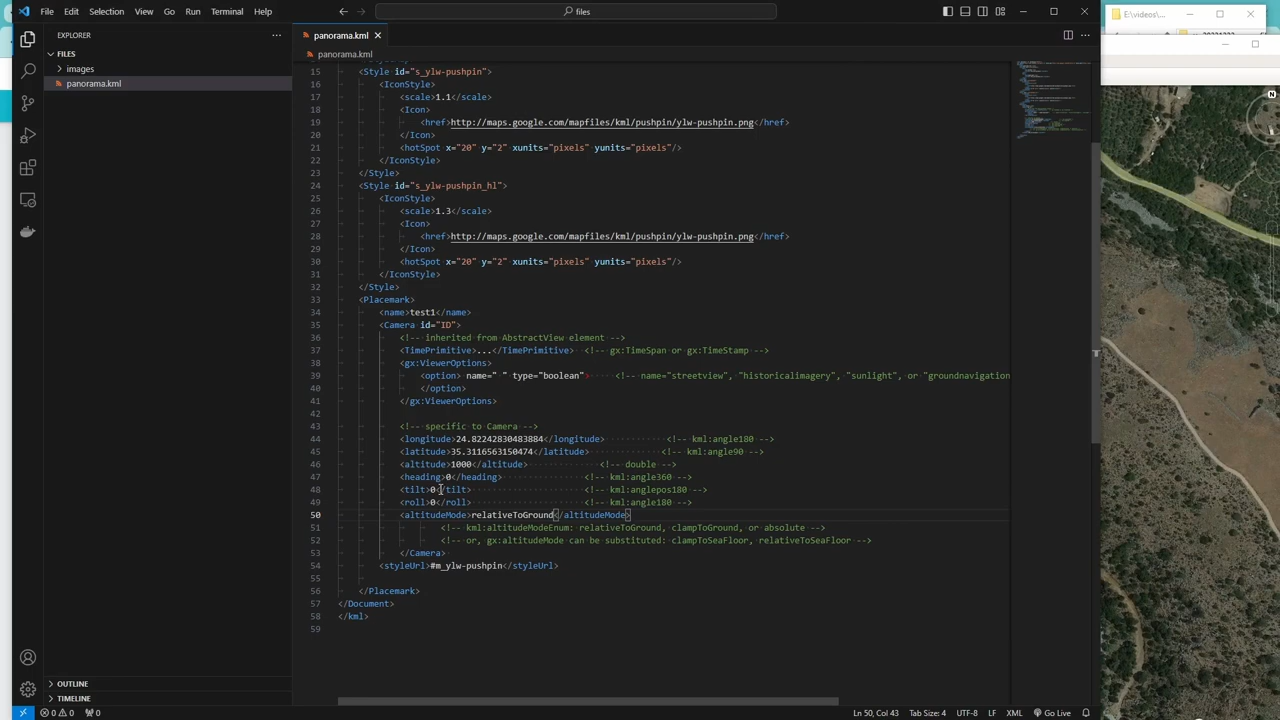 File Edit Selection View Go Run Terminal Help
files
E:\videos\...
EXPLORER
FILES
images
panorama.kml
panorama.kml
panorama.kml
15 <Style id="s_ylw-pushpin">
16 <IconStyle>
17 <scale>1.1</scale>
18 <Icon>
19 <href>http://maps.google.com/mapfiles/kml/pushpin/ylw-pushpin.png</href>
20 </Icon>
21 <hotSpot x="20" y="2" xunits="pixels" yunits="pixels"/>
22 </IconStyle>
23 </Style>
24 <Style id="s_ylw-pushpin_hl">
25 <IconStyle>
26 <scale>1.3</scale>
27 <Icon>
28 <href>http://maps.google.com/mapfiles/kml/pushpin/ylw-pushpin.png</href>
29 </Icon>
30 <hotSpot x="20" y="2" xunits="pixels" yunits="pixels"/>
31 </IconStyle>
32 </Style>
33 <Placemark>
34 <name>test1</name>
35 <Camera id="ID">
36 <!-- inherited from AbstractView element -->
37 <TimePrimitive>...</TimePrimitive> <!-- gx:TimeSpan or gx:TimeStamp -->
38 <gx:ViewerOptions>
39 <option> name=" " type="boolean"> <!-- name="streetview", "historicalimagery", "sunlight", or "groundnavigation
40 </option>
41 </gx:ViewerOptions>
42
43 <!-- specific to Camera -->
44 <longitude>24.82242830483884</longitude> <!-- kml:angle180 -->
45 <latitude>35.3116563150474</latitude> <!-- kml:angle90 -->
46 <altitude>1000</altitude> <!-- double -->
47 <heading>0</heading> <!-- kml:angle360 -->
48 <tilt>0</tilt> <!-- kml:anglepos180 -->
49 <roll>0</roll> <!-- kml:angle180 -->
50 <altitudeMode>relativeToGround</altitudeMode>
51 <!-- kml:altitudeModeEnum: relativeToGround, clampToGround, or absolute -->
52 <!-- or, gx:altitudeMode can be substituted: clampToSeaFloor, relativeToSeaFloor -->
53 </Camera>
54 <styleUrl>#m_ylw-pushpin</styleUrl>
55
56 </Placemark>
57 </Document>
58 </kml>
59
N
OUTLINE
TIMELINE
0 0 0 Ln 50, Col 43 Tab Size: 4 UTF-8 LF XML Go Live